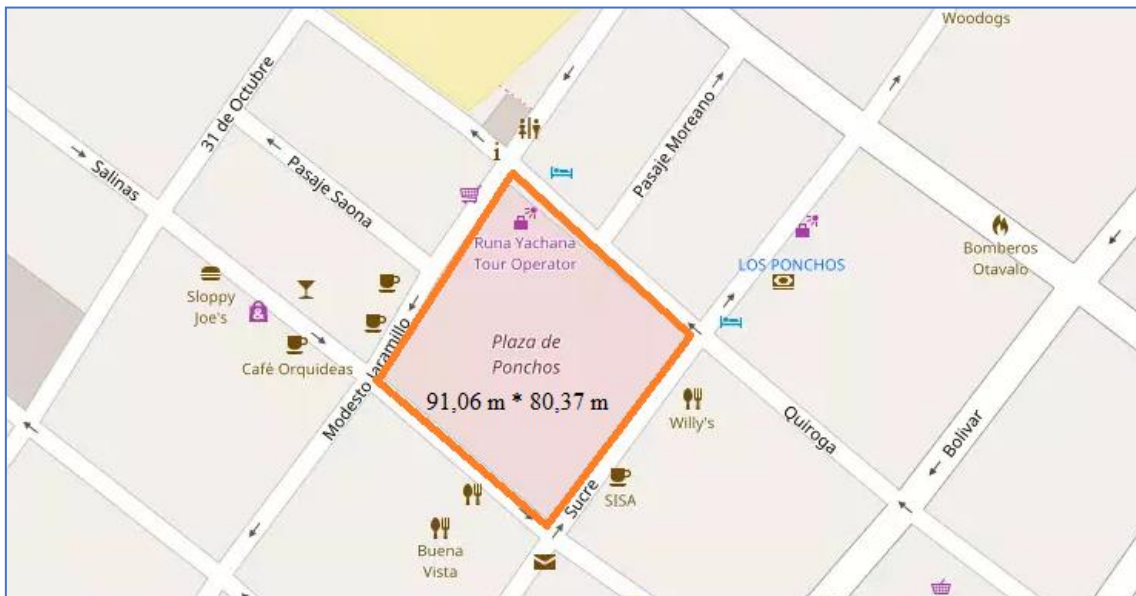 Woodogs
31 de Octubre
Salinas
Pasaje Saona
Pasaje Moreano
i
Runa Yachana
Tour Operator
LOS PONCHOS
Bomberos
Otavalo
Sloppy
Joe's
Café Orquideas
Modesto Jaramillo
Plaza de
Ponchos
91,06 m * 80,37 m
Willy's
Quiroga
Bolivar
SISA
Sucre
Buena
Vista